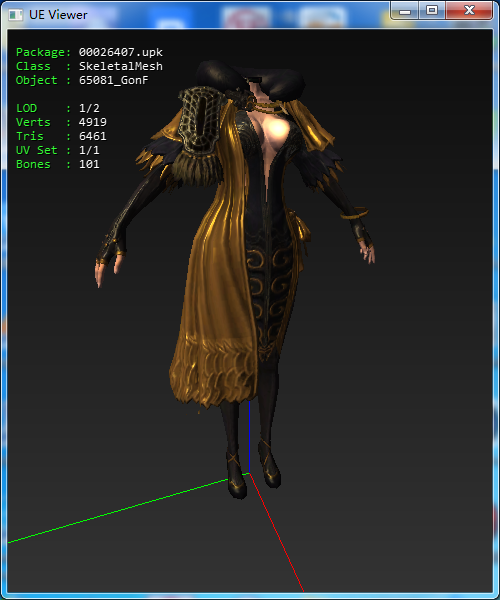 UE Viewer
Package: 00026407.upk
Class : SkeletalMesh
Object : 65081_GonF
LOD : 1/2
Verts : 4919
Tris : 6461
UV Set : 1/1
Bones : 101